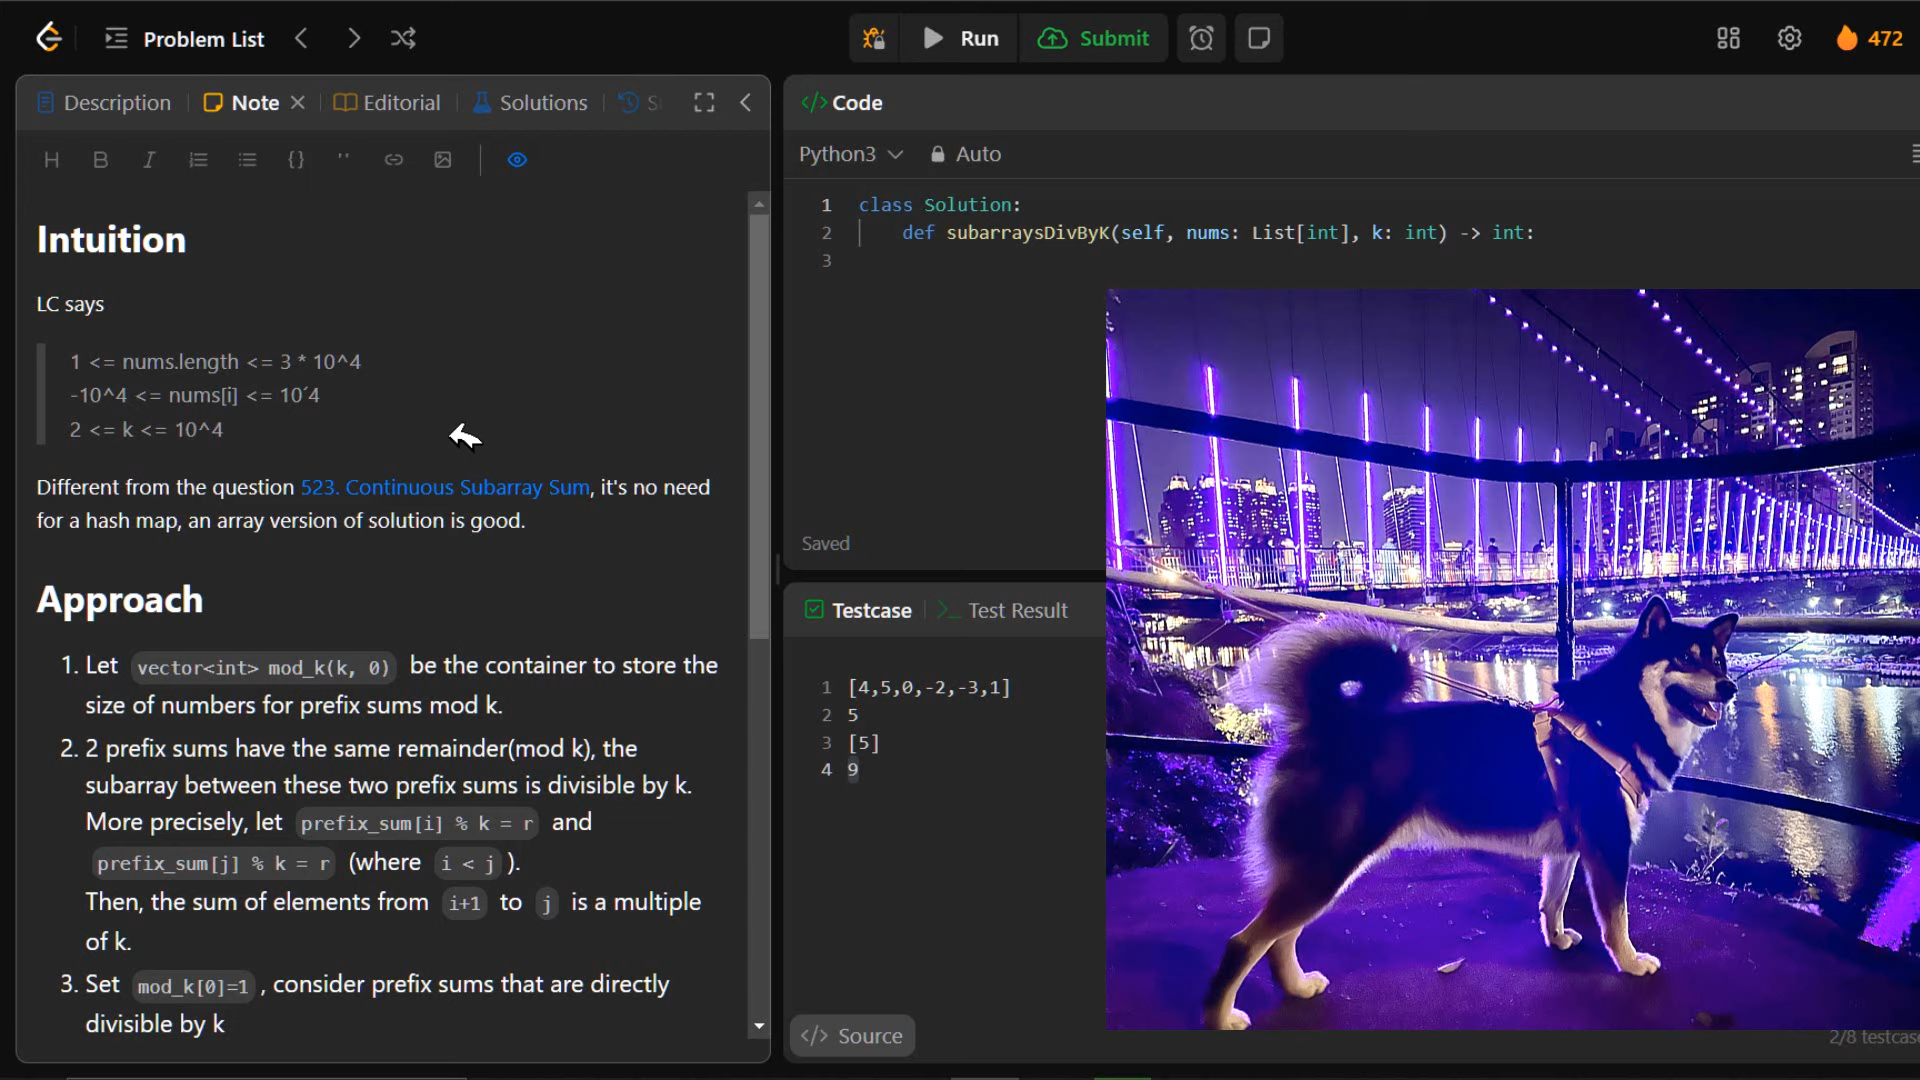 Problem List
Run
Submit
472
Description
Note
Editorial
Solutions
H B I {} ''
Intuition
LC says
1 <= nums.length <= 3 * 10^4
-10^4 <= nums[i] <= 10´4
2 <= k <= 10^4
Different from the question 523. Continuous Subarray Sum, it's no need
for a hash map, an array version of solution is good.
Approach
1. Let vector<int> mod_k(k, 0) be the container to store the
size of numbers for prefix sums mod k.
2. 2 prefix sums have the same remainder(mod k), the
subarray between these two prefix sums is divisible by k.
More precisely, let prefix_sum[i] % k = r and
prefix_sum[j] % k = r (where i < j ).
Then, the sum of elements from i+1 to j is a multiple
of k.
3. Set mod_k[0]=1 , consider prefix sums that are directly
divisible by k
</> Code
Python3
Auto
1 class Solution:
2 def subarraysDivByK(self, nums: List[int], k: int) -> int:
3
Saved
Testcase
>_ Test Result
1 [4,5,0,-2,-3,1]
2 5
3 [5]
4 9
</> Source
2/8 testcase